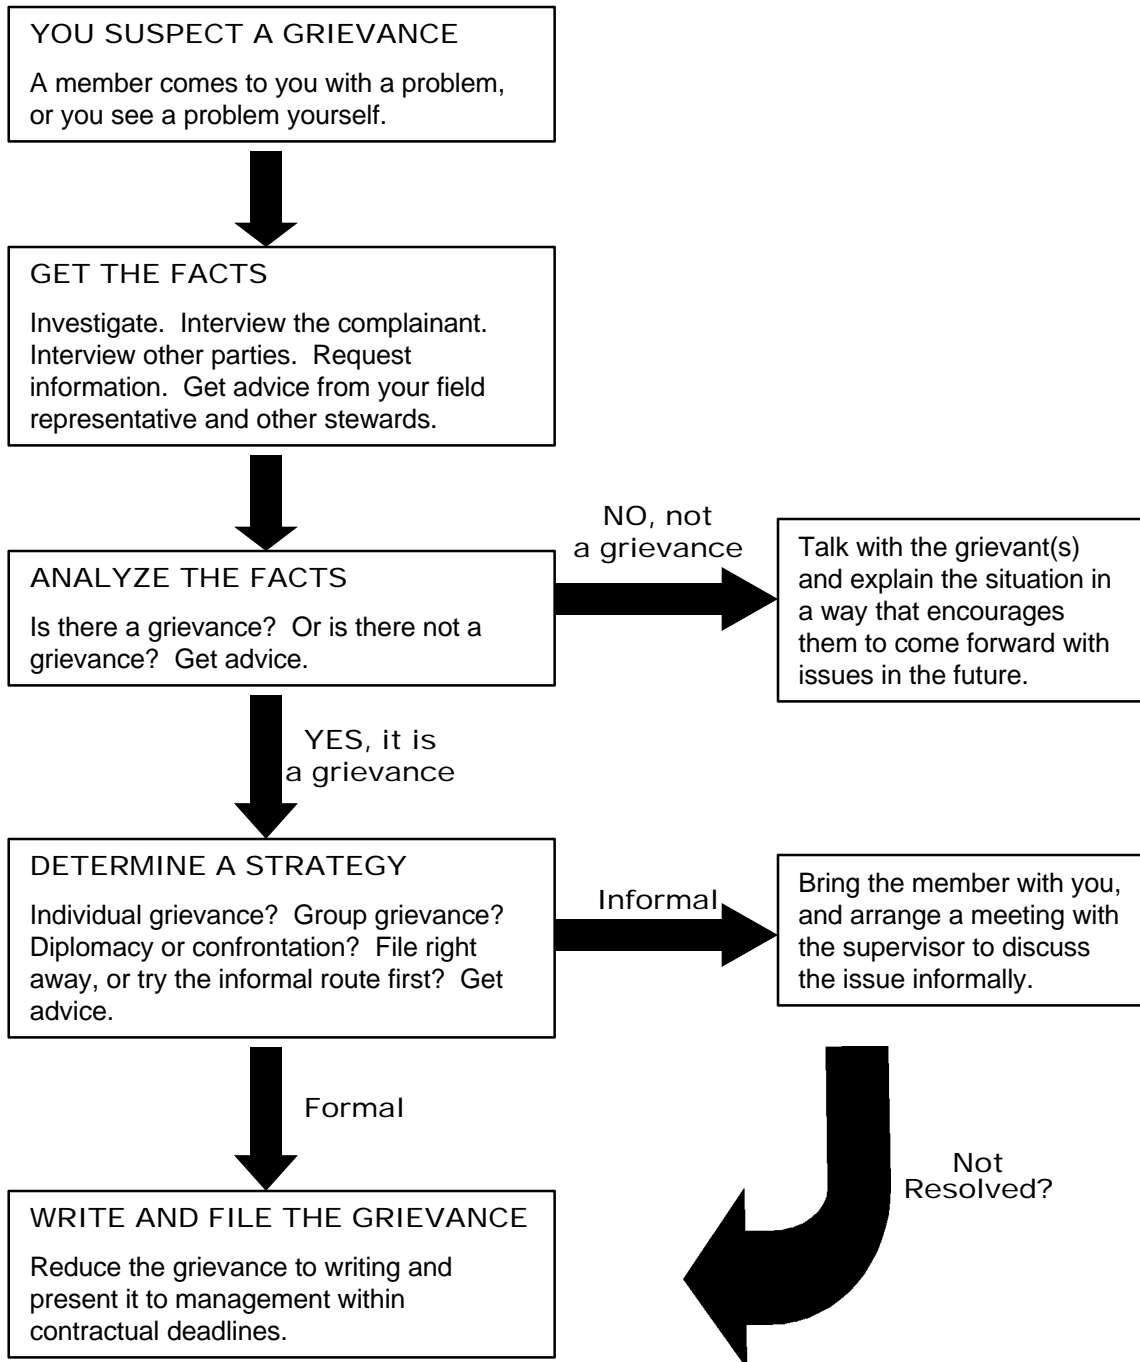 YOU SUSPECT A GRIEVANCE
A member comes to you with a problem,
or you see a problem yourself.
GET THE FACTS
Investigate.  Interview the complainant.
Interview other parties.  Request
information.  Get advice from your field
representative and other stewards.
ANALYZE THE FACTS
Is there a grievance?  Or is there not a
grievance?  Get advice.
NO, not
a grievance
Talk with the grievant(s)
and explain the situation in
a way that encourages
them to come forward with
issues in the future.
YES, it is
a grievance
DETERMINE A STRATEGY
Individual grievance?  Group grievance?
Diplomacy or confrontation?  File right
away, or try the informal route first?  Get
advice.
Informal
Bring the member with you,
and arrange a meeting with
the supervisor to discuss
the issue informally.
Formal
Not
Resolved?
WRITE AND FILE THE GRIEVANCE
Reduce the grievance to writing and
present it to management within
contractual deadlines.